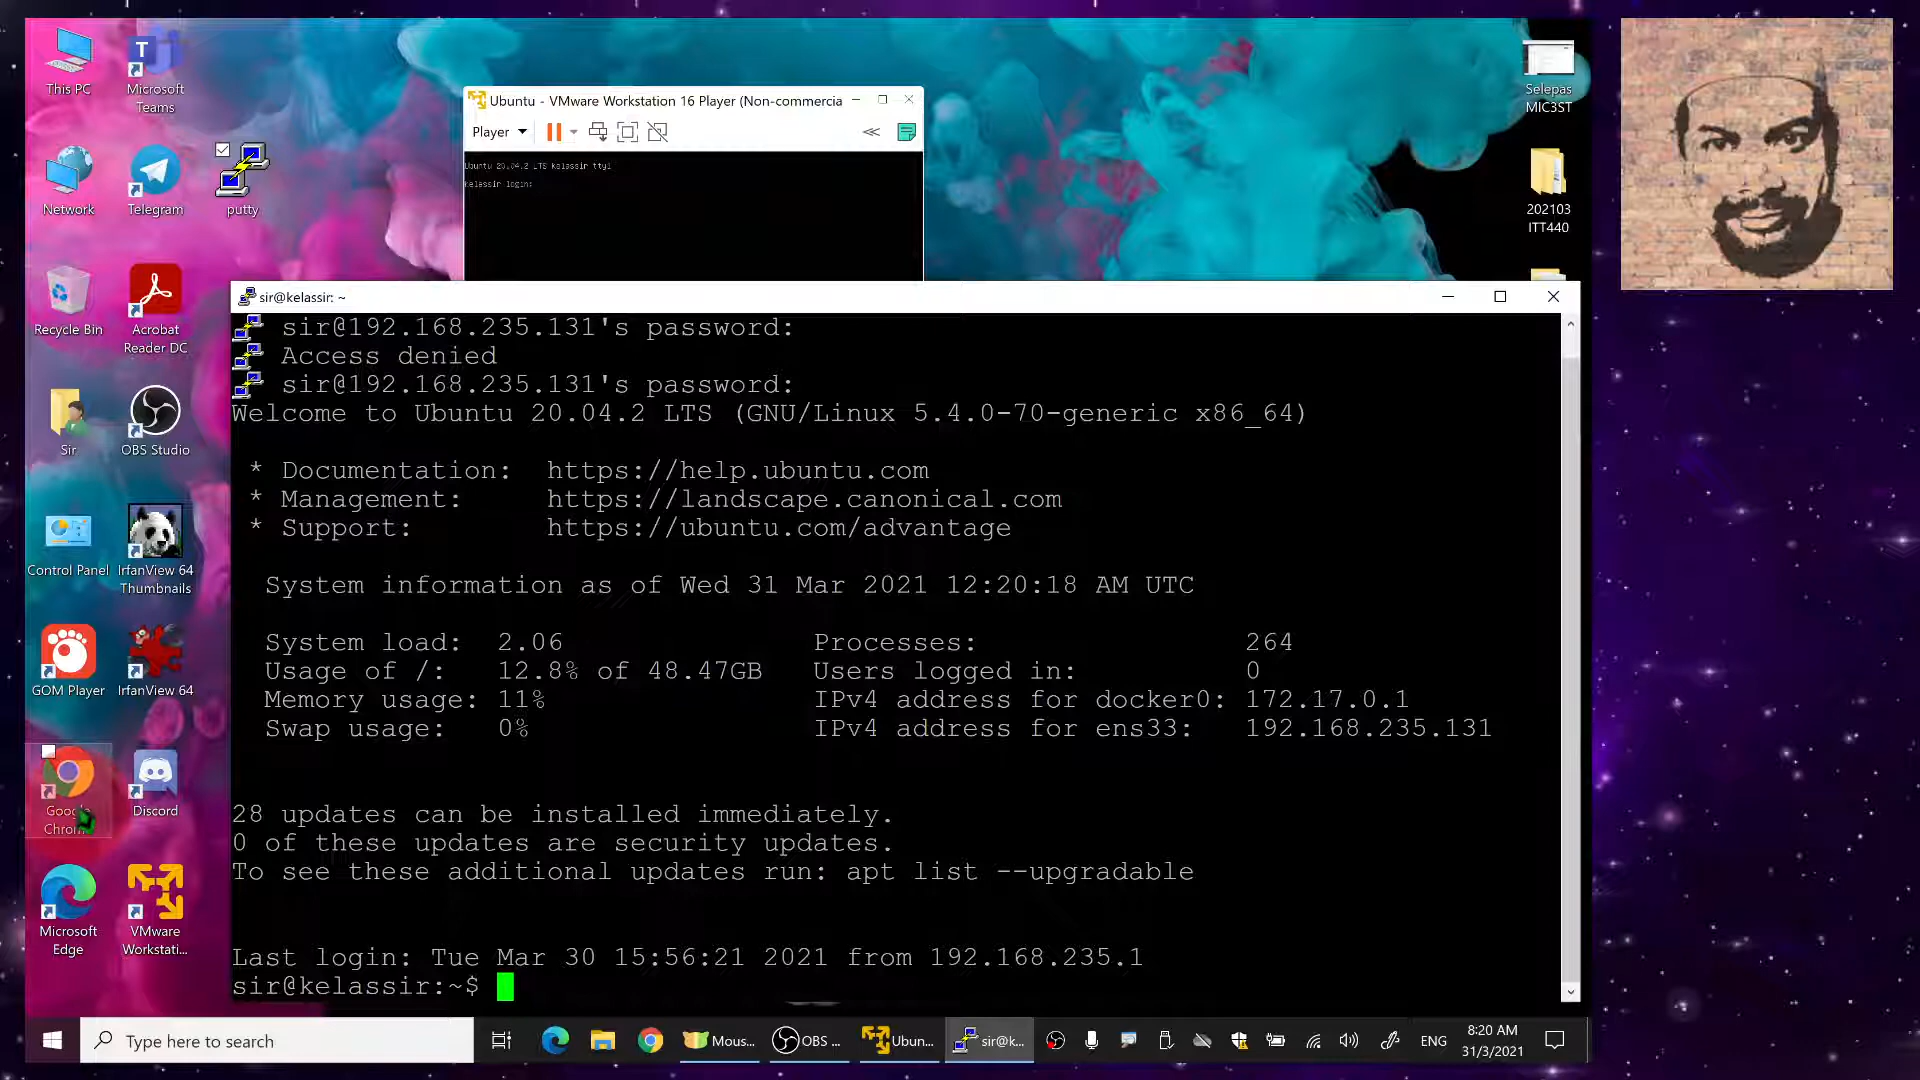 This PC
Microsoft
Teams
Network
Telegram
putty
Recycle Bin
Acrobat
Reader DC
Sir
OBS Studio
Control Panel
IrfanView 64
Thumbnails
GOM Player
IrfanView 64
Discord
Microsoft
Edge
VMware
Workstati...
Selepas
MIC3ST
202103
ITT440
Ubuntu - VMware Workstation 16 Player (Non-commercia
Player
Ubuntu 20.04.2 LTS kelassir tty1
kelassir login:
sir@kelassir: ~
sir@192.168.235.131's password:
Access denied
sir@192.168.235.131's password:
Welcome to Ubuntu 20.04.2 LTS (GNU/Linux 5.4.0-70-generic x86_64)
* Documentation: https://help.ubuntu.com
* Management: https://landscape.canonical.com
* Support: https://ubuntu.com/advantage
System information as of Wed 31 Mar 2021 12:20:18 AM UTC
System load: 2.06 Processes: 264
Usage of /: 12.8% of 48.47GB Users logged in: 0
Memory usage: 11% IPv4 address for docker0: 172.17.0.1
Swap usage: 0% IPv4 address for ens33: 192.168.235.131
28 updates can be installed immediately.
0 of these updates are security updates.
To see these additional updates run: apt list --upgradable
Last login: Tue Mar 30 15:56:21 2021 from 192.168.235.1
sir@kelassir:~$
Type here to search
Mous...
OBS ...
Ubun...
sir@k...
ENG
8:20 AM
31/3/2021